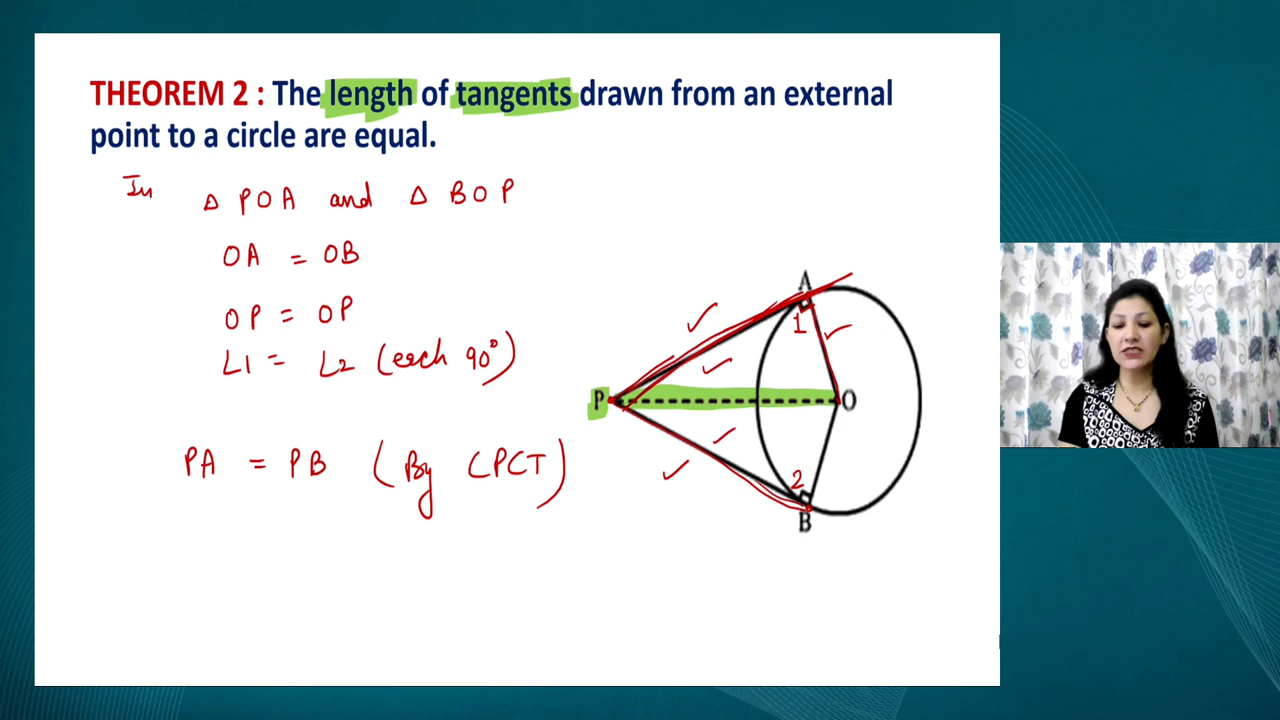 THEOREM 2 : The length of tangents drawn from an external
point to a circle are equal.
In Δ POA and Δ BOP
OA = OB
OP = OP
∠1 = ∠2 (each 90°)
PA = PB (By CPCT)
A
1
P
O
2
B